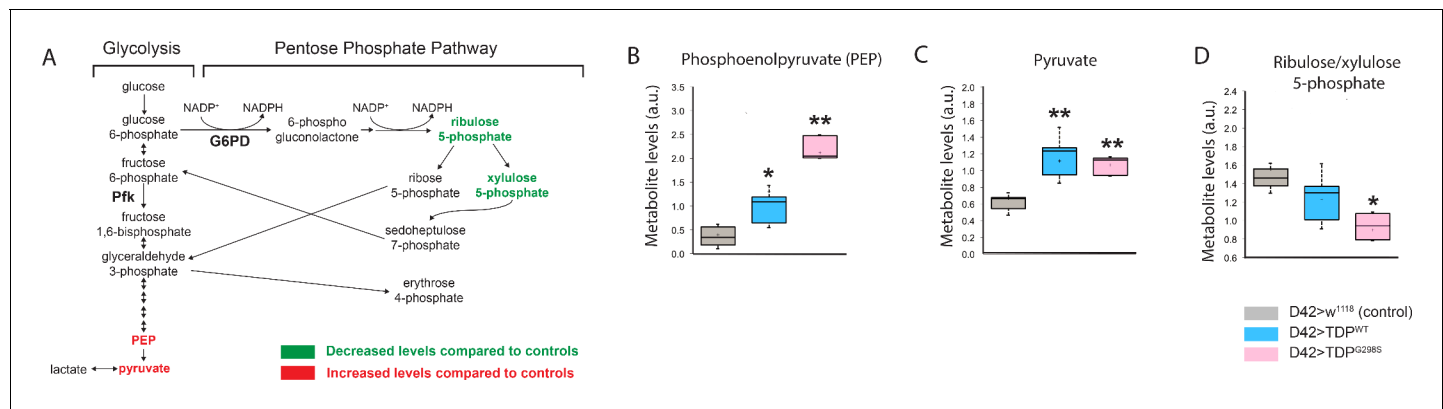 A
Glycolysis
Pentose Phosphate Pathway
glucose
glucose
6-phosphate
NADP⁺
NADPH
G6PD
6-phospho
gluconolactone
NADP⁺
NADPH
ribulose
5-phosphate
fructose
6-phosphate
Pfk
ribose
5-phosphate
xylulose
5-phosphate
fructose
1,6-bisphosphate
sedoheptulose
7-phosphate
glyceraldehyde
3-phosphate
erythrose
4-phosphate
PEP
lactate
pyruvate
Decreased levels compared to controls
Increased levels compared to controls
B
Phosphoenolpyruvate (PEP)
Metabolite levels (a.u.)
3.5
3.0
2.5
2.0
1.5
1.0
0.5
0.0
*
**
C
Pyruvate
Metabolite levels (a.u.)
2.0
1.8
1.6
1.4
1.2
1.0
0.8
0.6
0.4
0.2
0.0
**
**
D
Ribulose/xylulose
5-phosphate
Metabolite levels (a.u.)
2.4
2.2
2.0
1.8
1.6
1.4
1.2
1.0
0.8
0.6
*
D42>w¹¹¹⁸ (control)
D42>TDPᵂᵀ
D42>TDPᴳ²⁹⁸ˢ